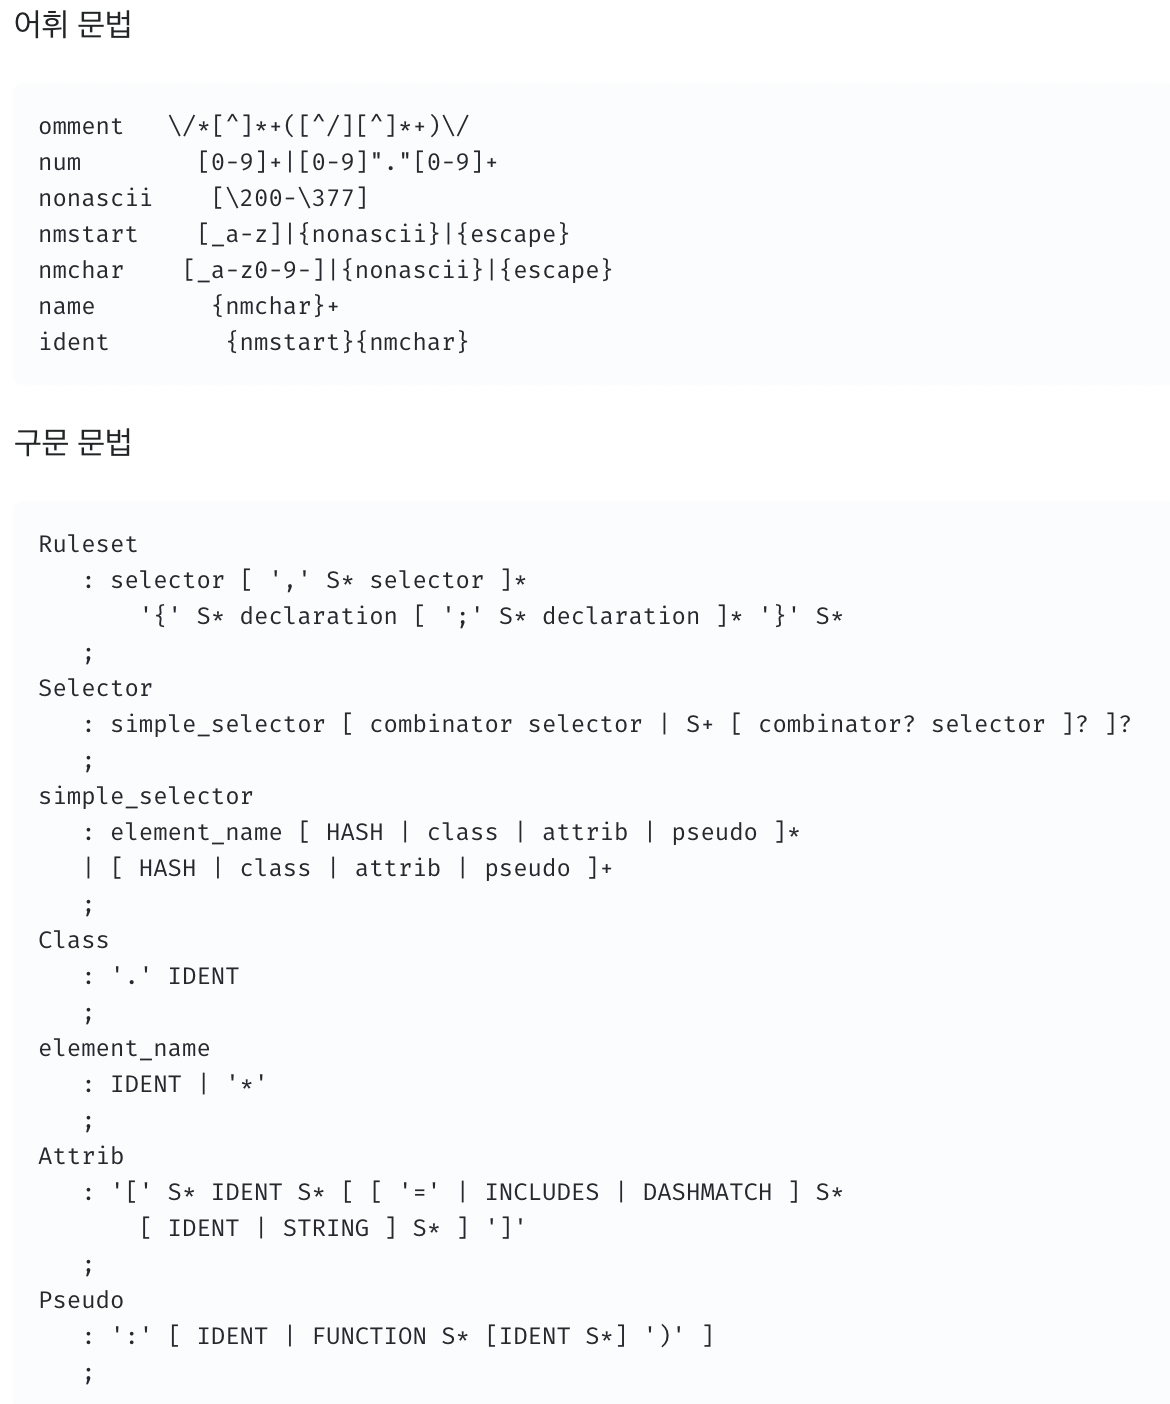 어휘 문법
omment   \/*[^]*+([^/][^]*+)\/
num        [0-9]+|[0-9]"."[0-9]+
nonascii    [\200-\377]
nmstart    [_a-z]|{nonascii}|{escape}
nmchar    [_a-z0-9-]|{nonascii}|{escape}
name        {nmchar}+
ident        {nmstart}{nmchar}
구문 문법
Ruleset
   : selector [ ',' S* selector ]*
       '{' S* declaration [ ';' S* declaration ]* '}' S*
   ;
Selector
   : simple_selector [ combinator selector | S+ [ combinator? selector ]? ]?
   ;
simple_selector
   : element_name [ HASH | class | attrib | pseudo ]*
   | [ HASH | class | attrib | pseudo ]+
   ;
Class
   : '.' IDENT
   ;
element_name
   : IDENT | '*'
   ;
Attrib
   : '[' S* IDENT S* [ [ '=' | INCLUDES | DASHMATCH ] S*
       [ IDENT | STRING ] S* ] ']'
   ;
Pseudo
   : ':' [ IDENT | FUNCTION S* [IDENT S*] ')' ]
   ;